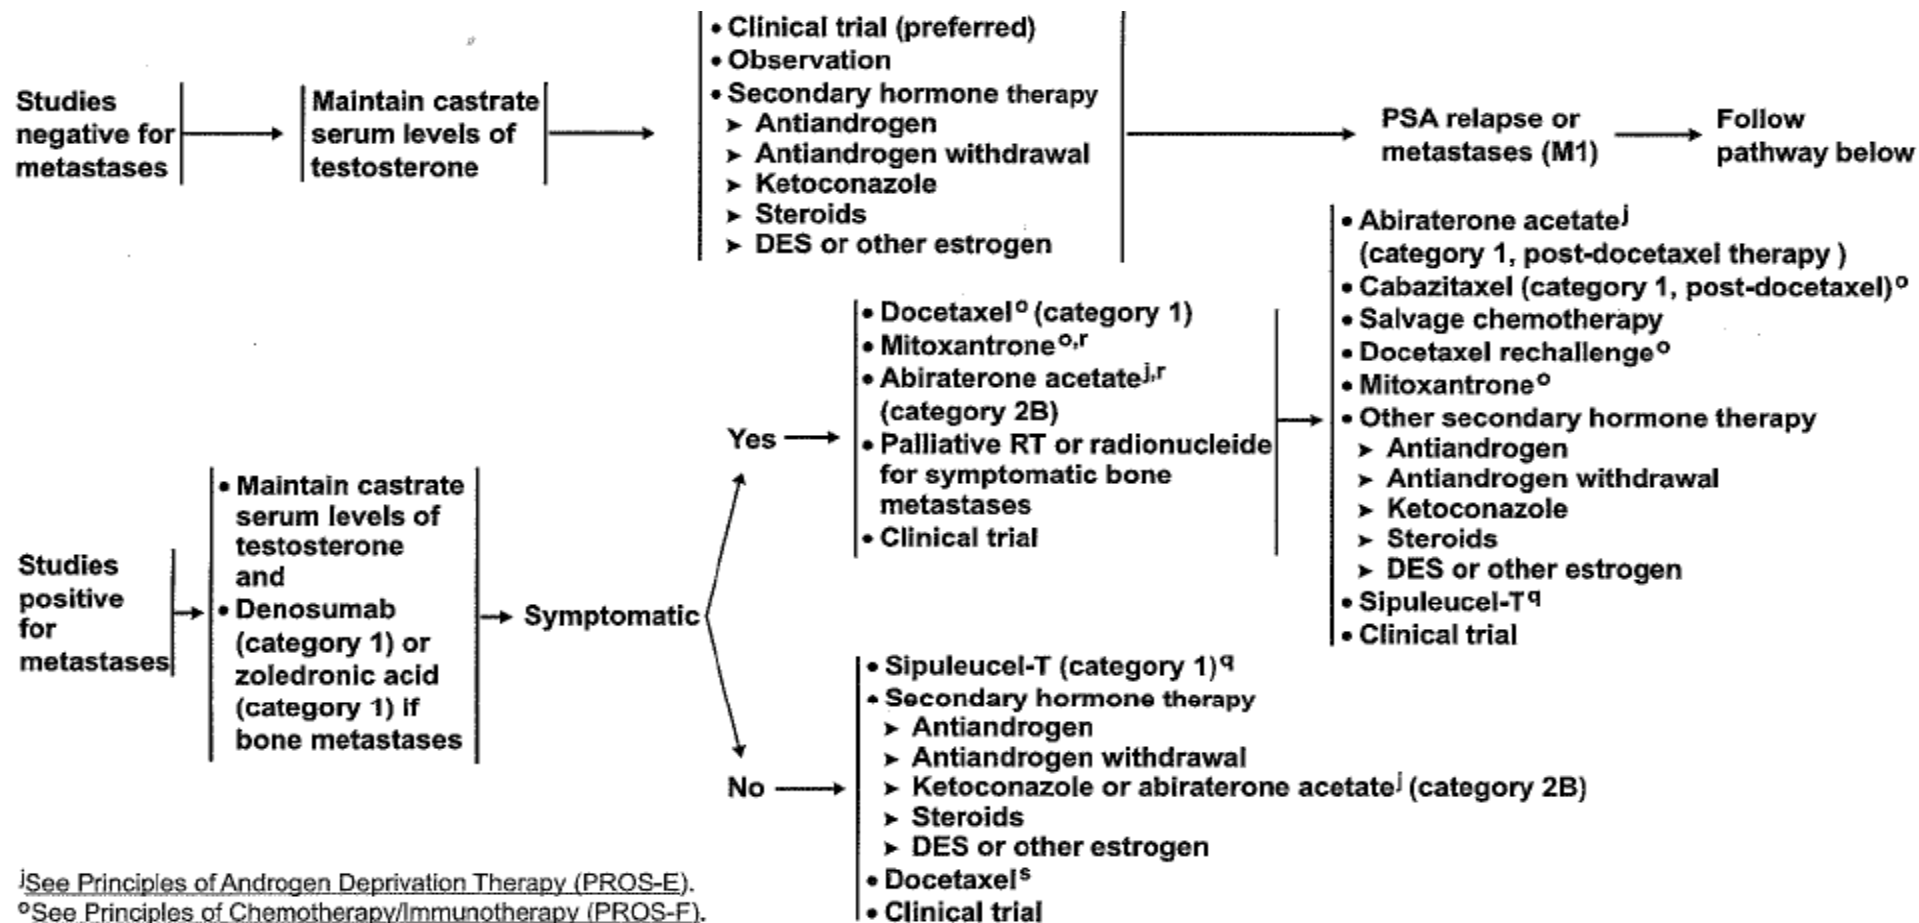 Studies
negative for
metastases
Maintain castrate
serum levels of
testosterone
• Clinical trial (preferred)
• Observation
• Secondary hormone therapy
➤ Antiandrogen
➤ Antiandrogen withdrawal
➤ Ketoconazole
➤ Steroids
➤ DES or other estrogen
PSA relapse or
metastases (M1)
Follow
pathway below
Studies
positive
for
metastases
• Maintain castrate
serum levels of
testosterone
and
• Denosumab
(category 1) or
zoledronic acid
(category 1) if
bone metastases
Symptomatic
Yes
• Docetaxelᵒ (category 1)
• Mitoxantroneᵒ,ʳ
• Abiraterone acetateʲ,ʳ
(category 2B)
• Palliative RT or radionucleide
for symptomatic bone
metastases
• Clinical trial
• Abiraterone acetateʲ
(category 1, post-docetaxel therapy )
• Cabazitaxel (category 1, post-docetaxel)ᵒ
• Salvage chemotherapy
• Docetaxel rechallengeᵒ
• Mitoxantroneᵒ
• Other secondary hormone therapy
➤ Antiandrogen
➤ Antiandrogen withdrawal
➤ Ketoconazole
➤ Steroids
➤ DES or other estrogen
• Sipuleucel-Tq
• Clinical trial
No
• Sipuleucel-T (category 1)q
• Secondary hormone therapy
➤ Antiandrogen
➤ Antiandrogen withdrawal
➤ Ketoconazole or abiraterone acetateʲ (category 2B)
➤ Steroids
➤ DES or other estrogen
• Docetaxelˢ
• Clinical trial
ʲSee Principles of Androgen Deprivation Therapy (PROS-E).
ᵒSee Principles of Chemotherapy/Immunotherapy (PROS-F).